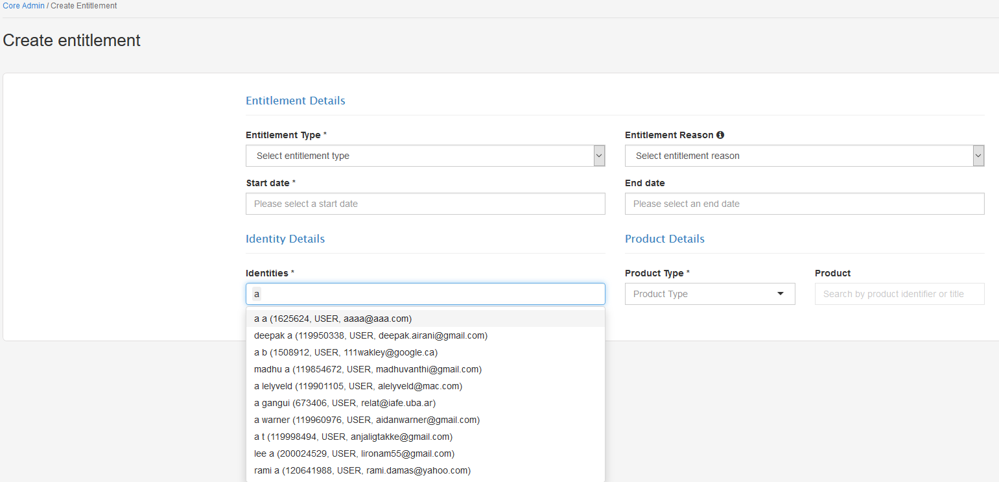 Core Admin / Create Entitlement
Create entitlement
Entitlement Details
Entitlement Type *
Entitlement Reason
Select entitlement type
Select entitlement reason
Start date *
End date
Please select a start date
Please select an end date
Identity Details
Product Details
Identities *
Product Type *
Product
a
Product Type
Search by product identifier or title
a a (1625624, USER, aaaa@aaa.com)
deepak a (119950338, USER, deepak.airani@gmail.com)
a b (1508912, USER, 111wakley@google.ca)
madhu a (119854672, USER, madhuvanthi@gmail.com)
a lelyveld (119901105, USER, alelyveld@mac.com)
a gangui (673406, USER, relat@iafe.uba.ar)
a warner (119960976, USER, aidanwarner@gmail.com)
a t (119998494, USER, anjaligtakke@gmail.com)
lee a (200024529, USER, lironam55@gmail.com)
rami a (120641988, USER, rami.damas@yahoo.com)